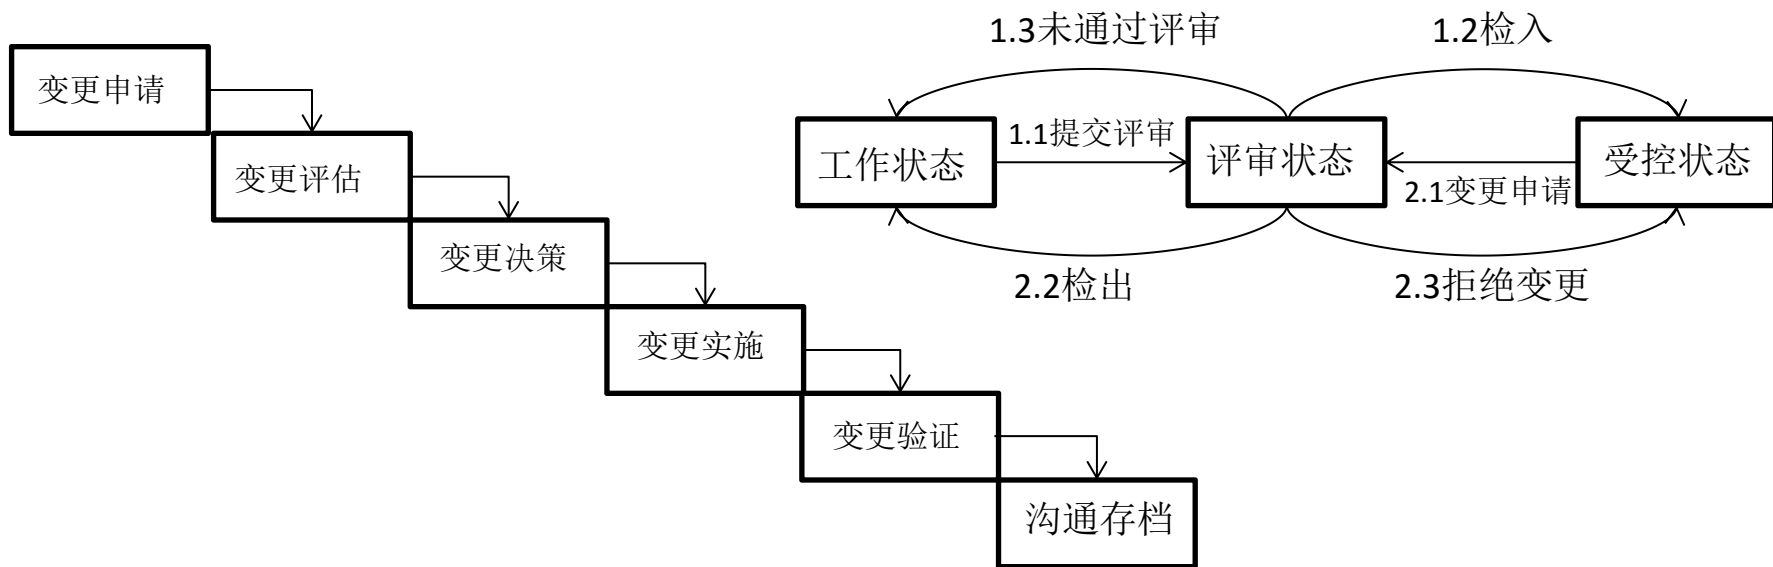 变更申请
变更评估
变更决策
变更实施
变更验证
沟通存档
1.3未通过评审
1.2检入
工作状态
1.1提交评审
评审状态
2.1变更申请
受控状态
2.2检出
2.3拒绝变更